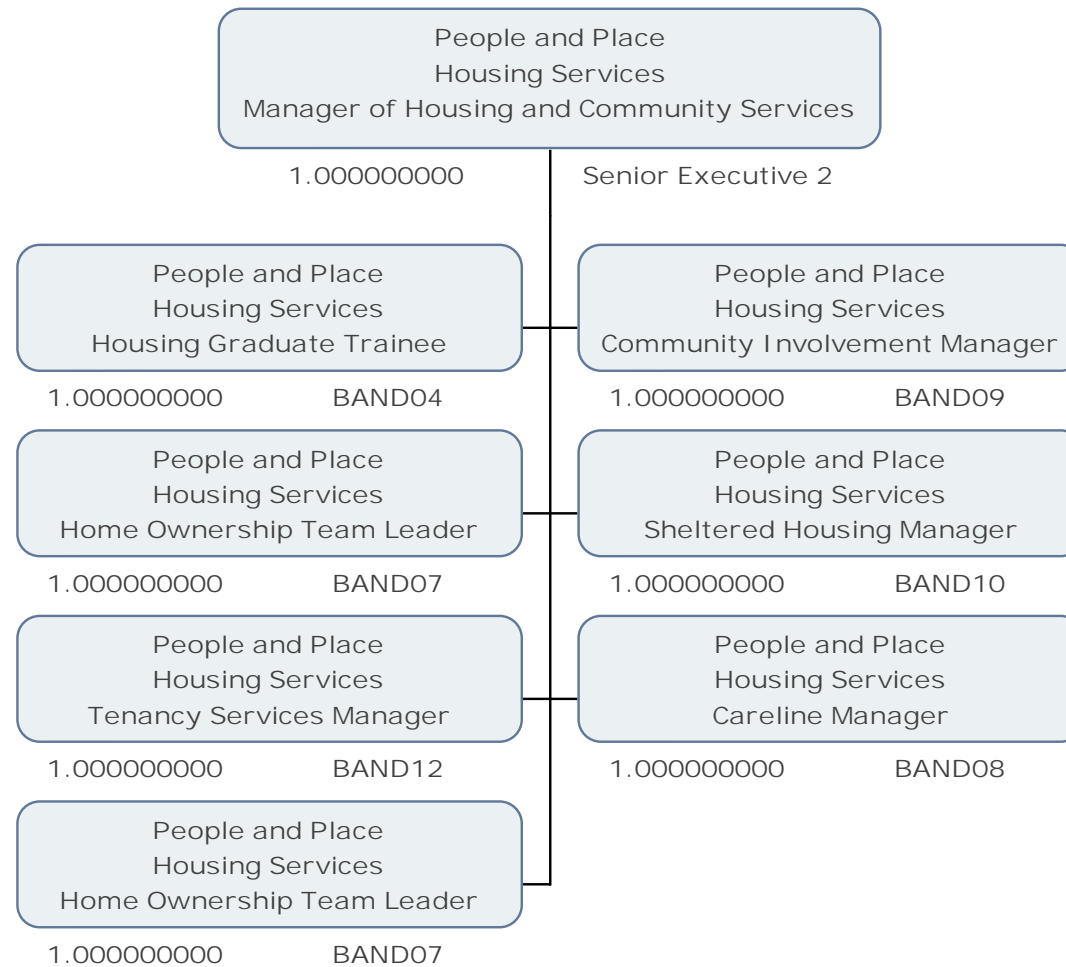 People and Place
Housing Services
Manager of Housing and Community Services
1.000000000 Senior Executive 2
People and Place
Housing Services
Housing Graduate Trainee
1.000000000 BAND04
People and Place
Housing Services
Community Involvement Manager
1.000000000 BAND09
People and Place
Housing Services
Home Ownership Team Leader
1.000000000 BAND07
People and Place
Housing Services
Sheltered Housing Manager
1.000000000 BAND10
People and Place
Housing Services
Tenancy Services Manager
1.000000000 BAND12
People and Place
Housing Services
Careline Manager
1.000000000 BAND08
People and Place
Housing Services
Home Ownership Team Leader
1.000000000 BAND07